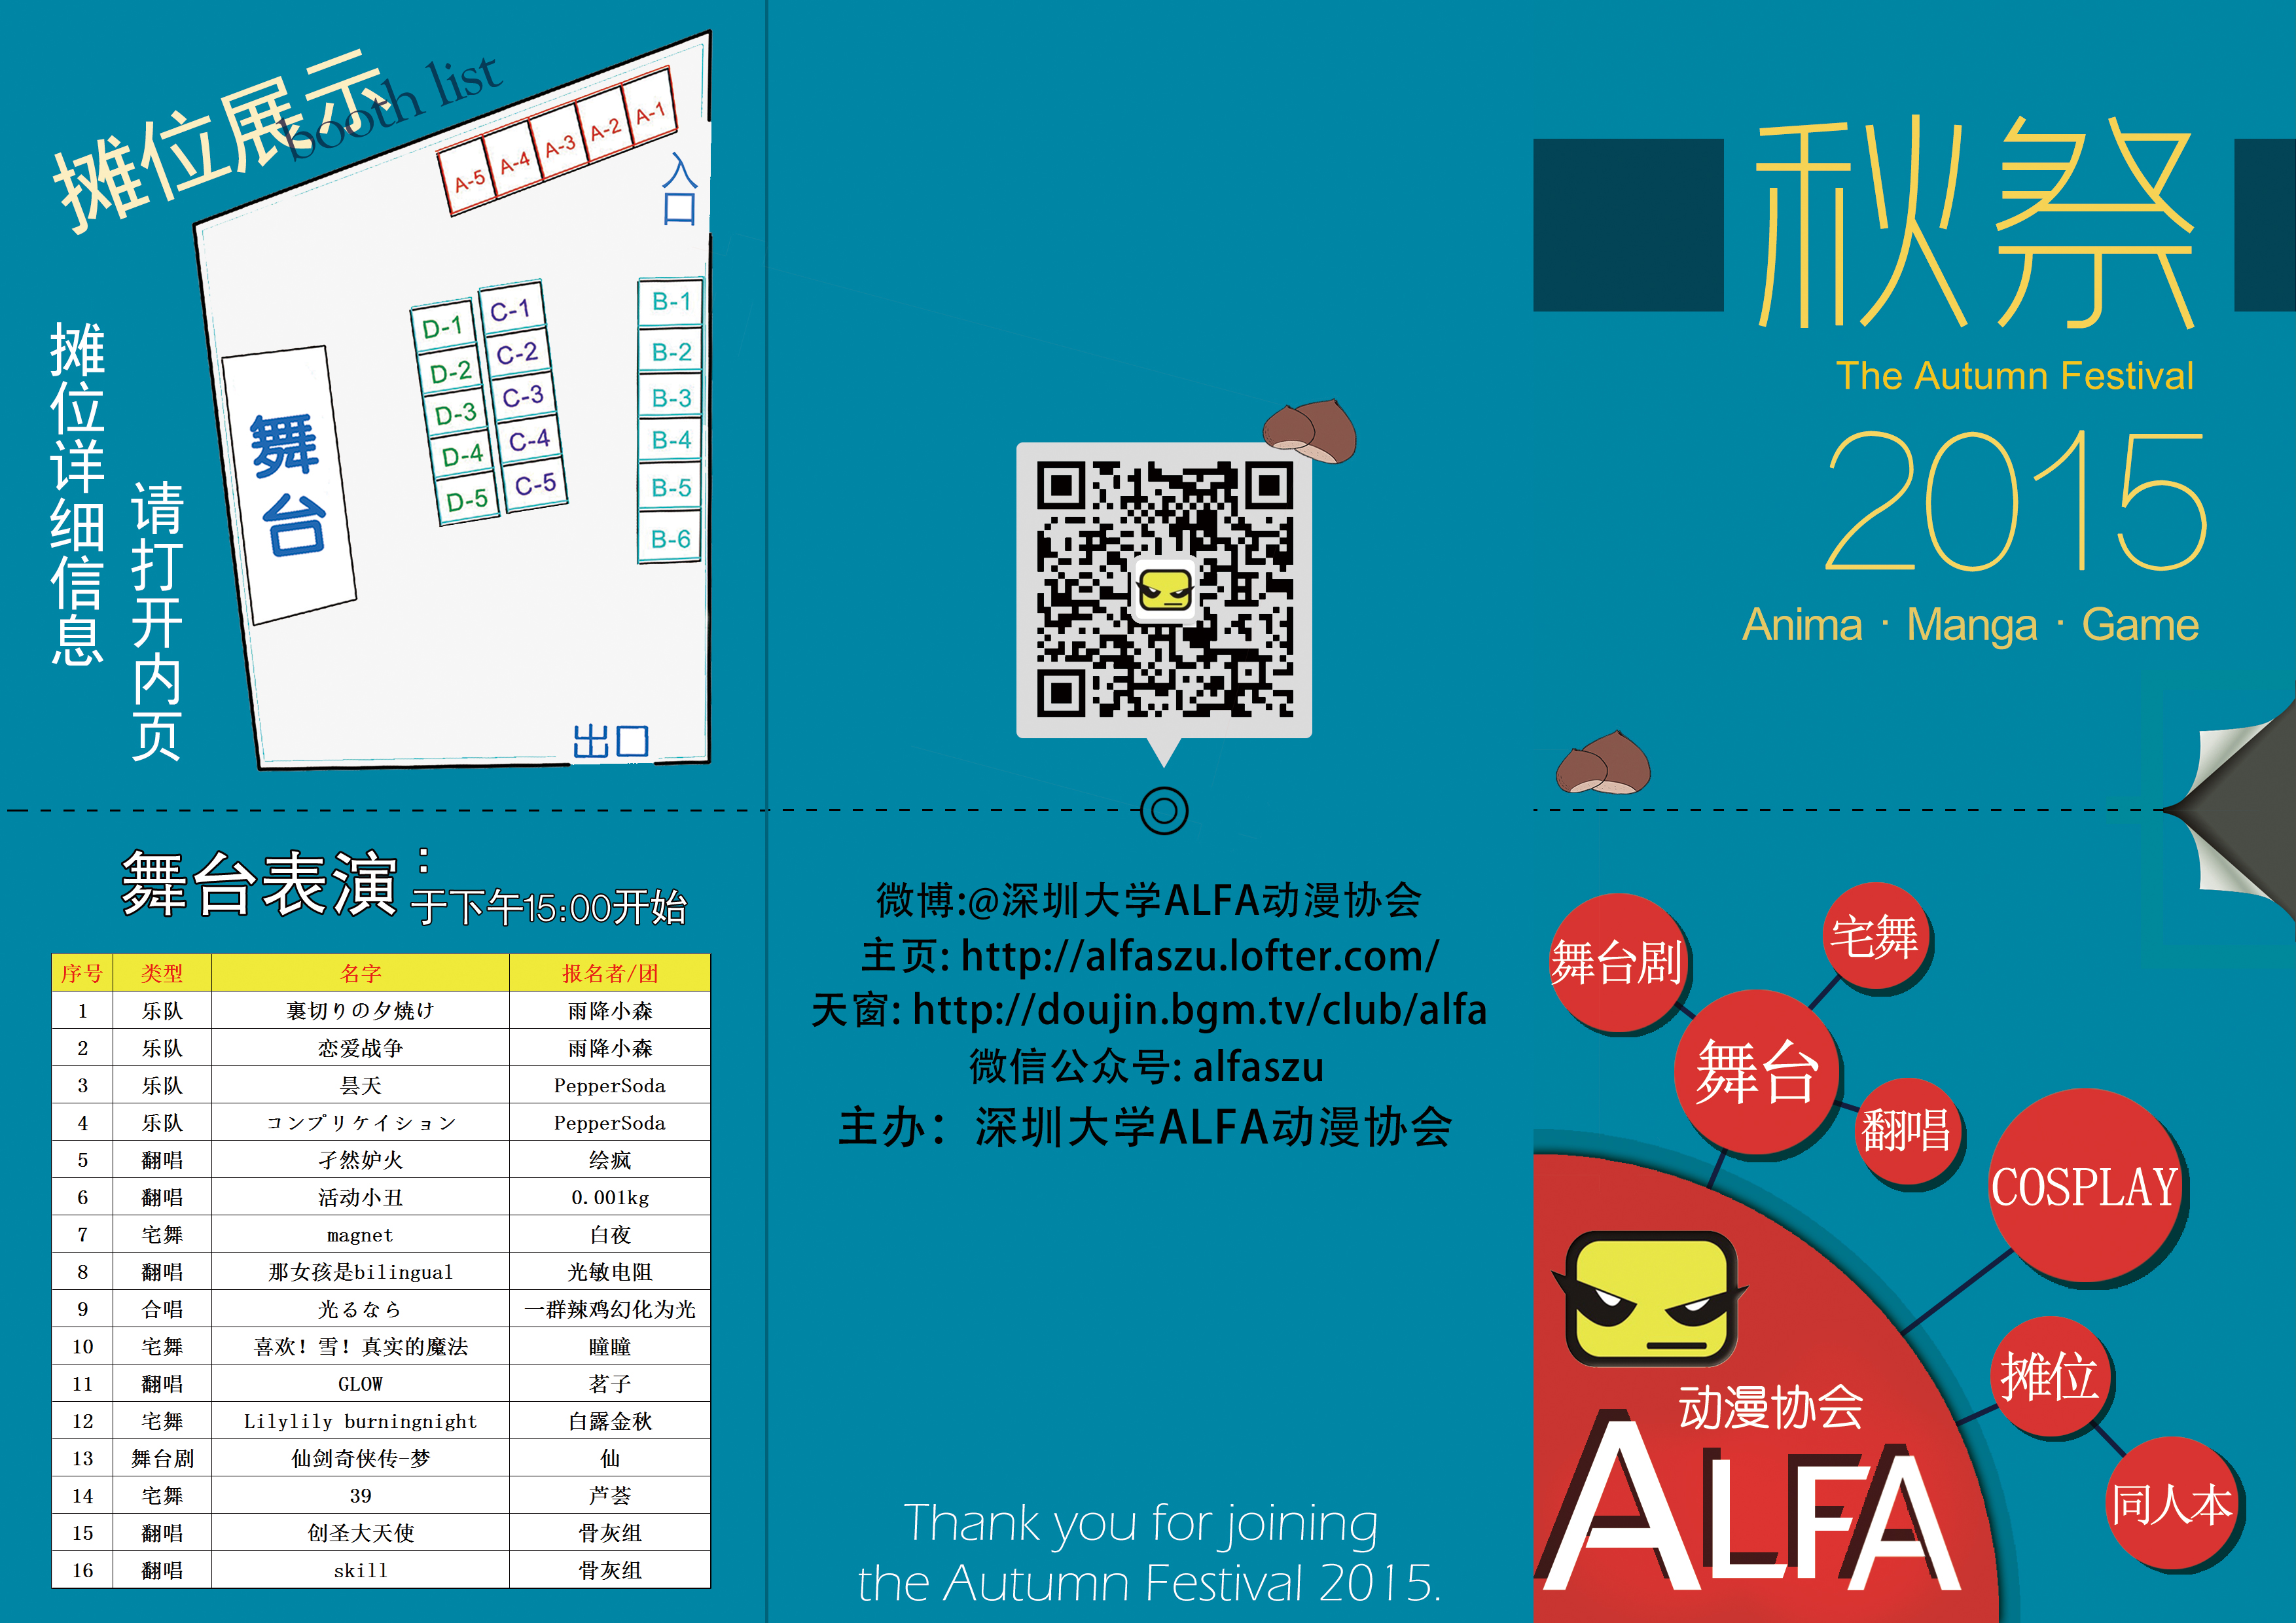 摊位展示
booth list
摊位详细信息
请打开内页
A-1
A-2
A-3
A-4
A-5
入口
B-1
B-2
B-3
B-4
B-5
B-6
C-1
C-2
C-3
C-4
C-5
D-1
D-2
D-3
D-4
D-5
舞台
出口
舞台表演:
于下午15:00开始
序号 类型 名字 报名者/团
1 乐队 裏切りの夕焼け 雨降小森
2 乐队 恋爱战争 雨降小森
3 乐队 昙天 PepperSoda
4 乐队 コンプリケイション PepperSoda
5 翻唱 孑然妒火 绘疯
6 翻唱 活动小丑 0.001kg
7 宅舞 magnet 白夜
8 翻唱 那女孩是bilingual 光敏电阻
9 合唱 光るなら 一群辣鸡幻化为光
10 宅舞 喜欢！雪！真实的魔法 瞳瞳
11 翻唱 GLOW 茗子
12 宅舞 Lilylily burningnight 白露金秋
13 舞台剧 仙剑奇侠传-梦 仙
14 宅舞 39 芦荟
15 翻唱 创圣大天使 骨灰组
16 翻唱 skill 骨灰组
微博:@深圳大学ALFA动漫协会
主页: http://alfaszu.lofter.com/
天窗: http://doujin.bgm.tv/club/alfa
微信公众号: alfaszu
主办：深圳大学ALFA动漫协会
Thank you for joining
the Autumn Festival 2015.
秋祭
The Autumn Festival
2015
Anima · Manga · Game
舞台剧
宅舞
舞台
翻唱
COSPLAY
摊位
同人本
动漫协会
ALFA